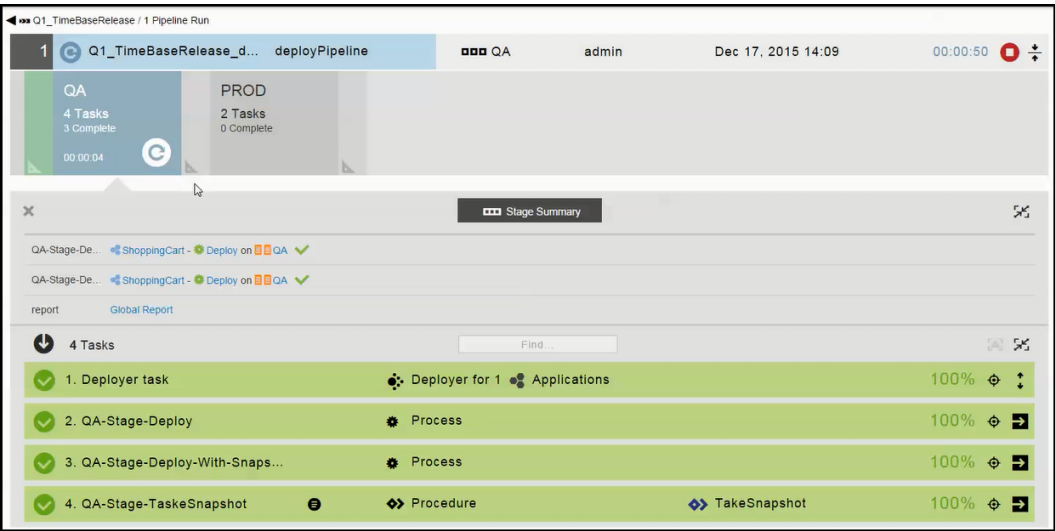 Q1_TimeBaseRelease / 1 Pipeline Run
1 Q1_TimeBaseRelease_d... deployPipeline QA admin Dec 17, 2015 14:09 00:00:50
QA PROD
4 Tasks 2 Tasks
3 Complete 0 Complete
00:00:04
Stage Summary
QA-Stage-De... ShoppingCart - Deploy on QA
QA-Stage-De... ShoppingCart - Deploy on QA
report Global Report
4 Tasks Find...
1. Deployer task Deployer for 1 Applications 100%
2. QA-Stage-Deploy Process 100%
3. QA-Stage-Deploy-With-Snaps... Process 100%
4. QA-Stage-TaskeSnapshot Procedure TakeSnapshot 100%